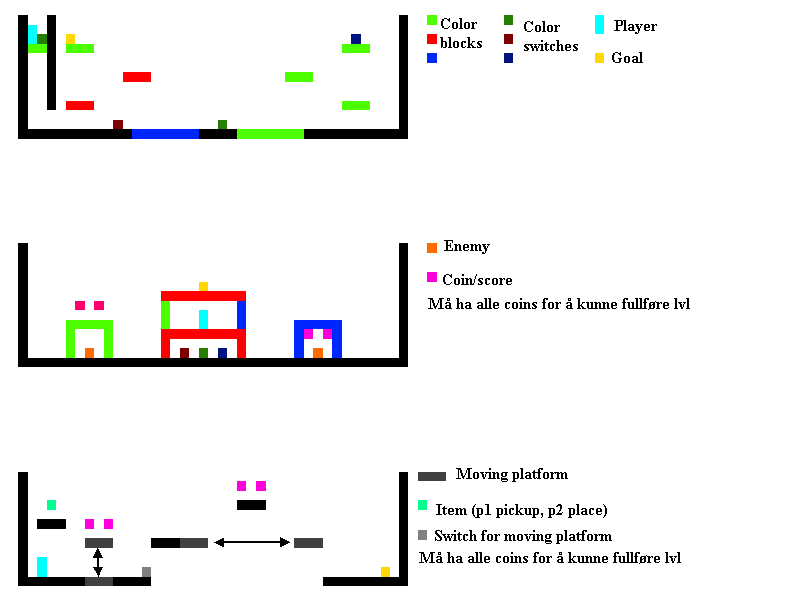 Color blocks
Color switches
Player
Goal
Enemy
Coin/score
Må ha alle coins for å kunne fullføre lvl
Moving platform
Item (p1 pickup, p2 place)
Switch for moving platform
Må ha alle coins for å kunne fullføre lvl